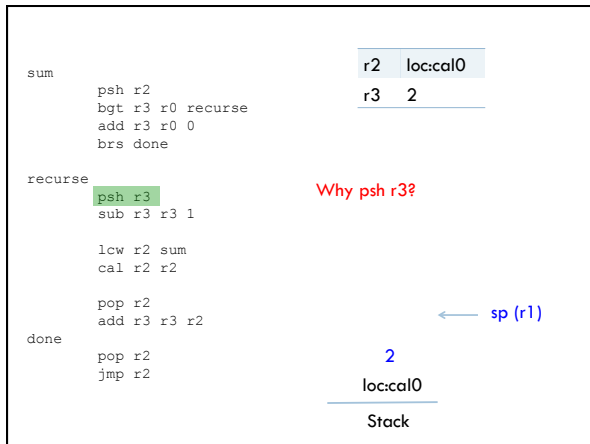 sum
psh r2
bgt r3 r0 recurse
add r3 r0 0
brs done
recurse
psh r3
sub r3 r3 1
lcw r2 sum
cal r2 r2
pop r2
add r3 r3 r2
done
pop r2
jmp r2
r2 loc:cal0
r3 2
Why psh r3?
sp (r1)
2
loc:cal0
Stack